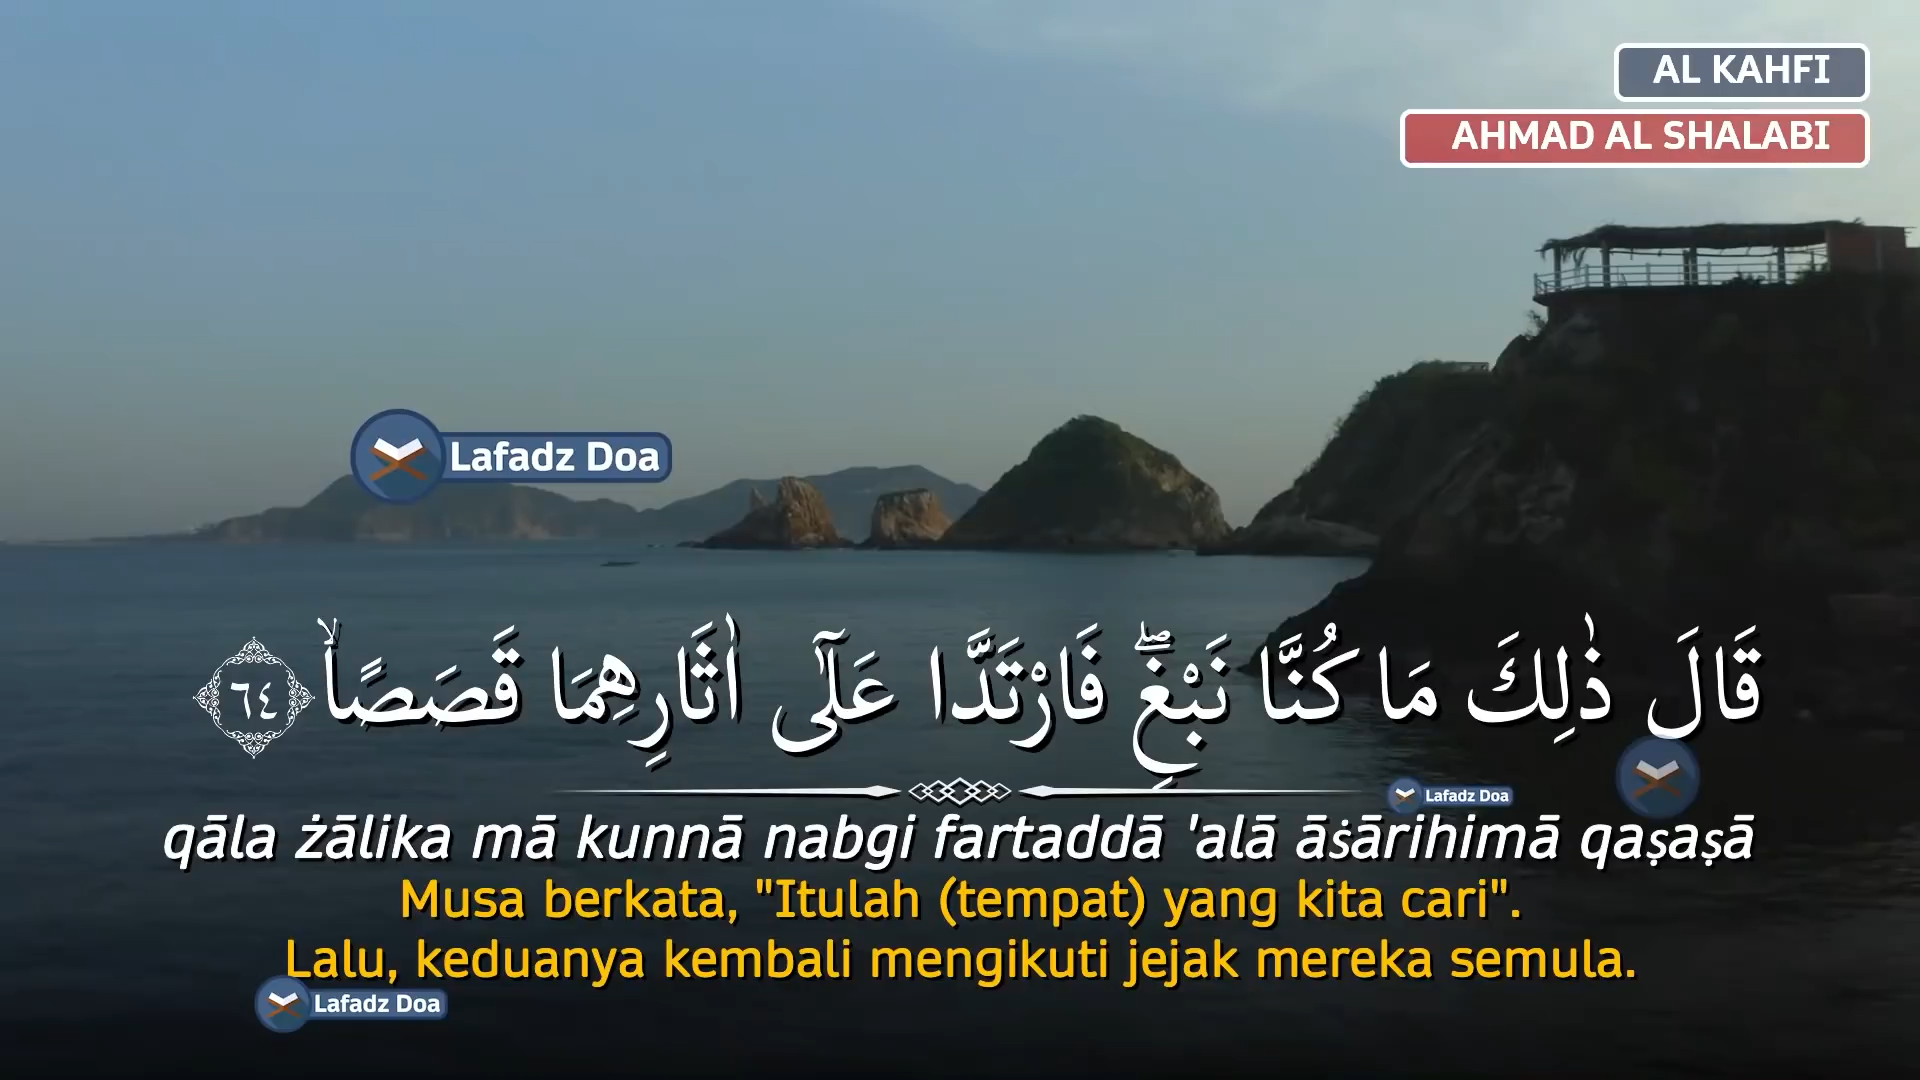 AL KAHFI
AHMAD AL SHALABI
Lafadz Doa
قَالَ ذٰلِكَ مَا كُنَّا نَبْغِۖ فَارْتَدَّا عَلٰٓى اٰثَارِهِمَا قَصَصًاۙ ٦٤
Lafadz Doa
qāla żālika mā kunnā nabgi fartaddā 'alā āṡārihimā qaṣaṣā
Musa berkata, "Itulah (tempat) yang kita cari".
Lalu, keduanya kembali mengikuti jejak mereka semula.
Lafadz Doa